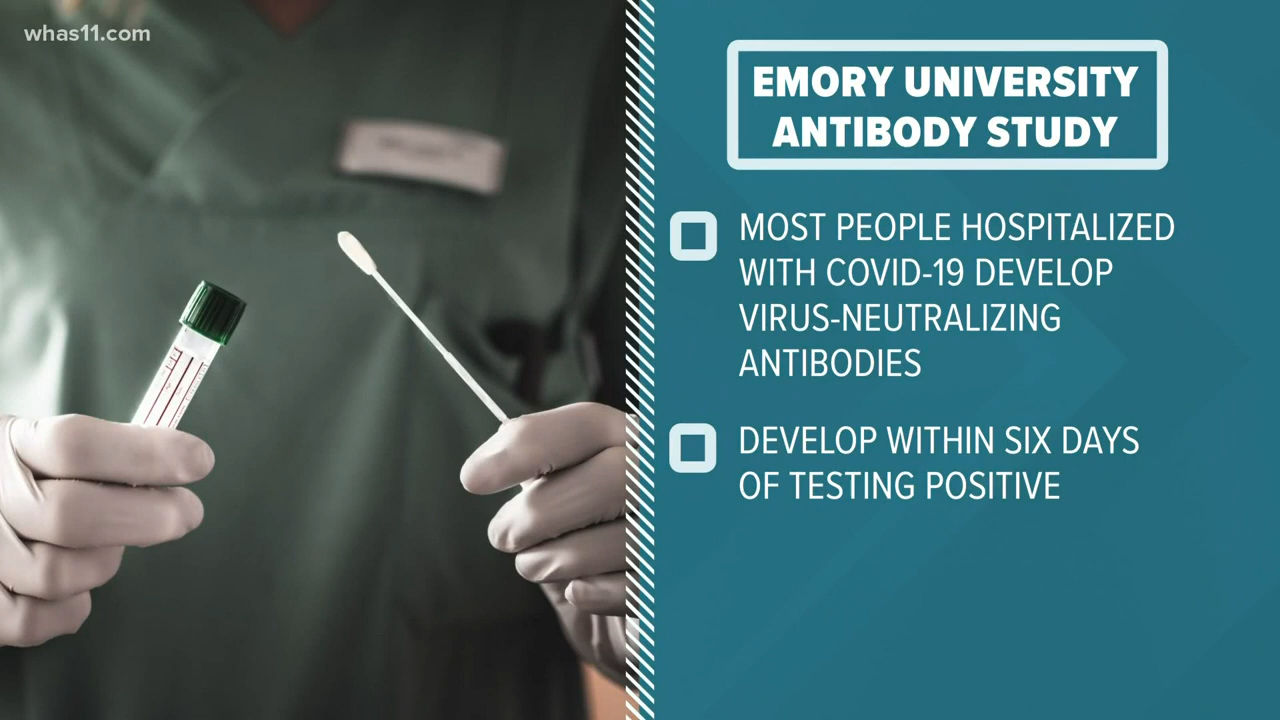 whas11.com
EMORY UNIVERSITY
ANTIBODY STUDY
MOST PEOPLE HOSPITALIZED
WITH COVID-19 DEVELOP
VIRUS-NEUTRALIZING
ANTIBODIES
DEVELOP WITHIN SIX DAYS
OF TESTING POSITIVE